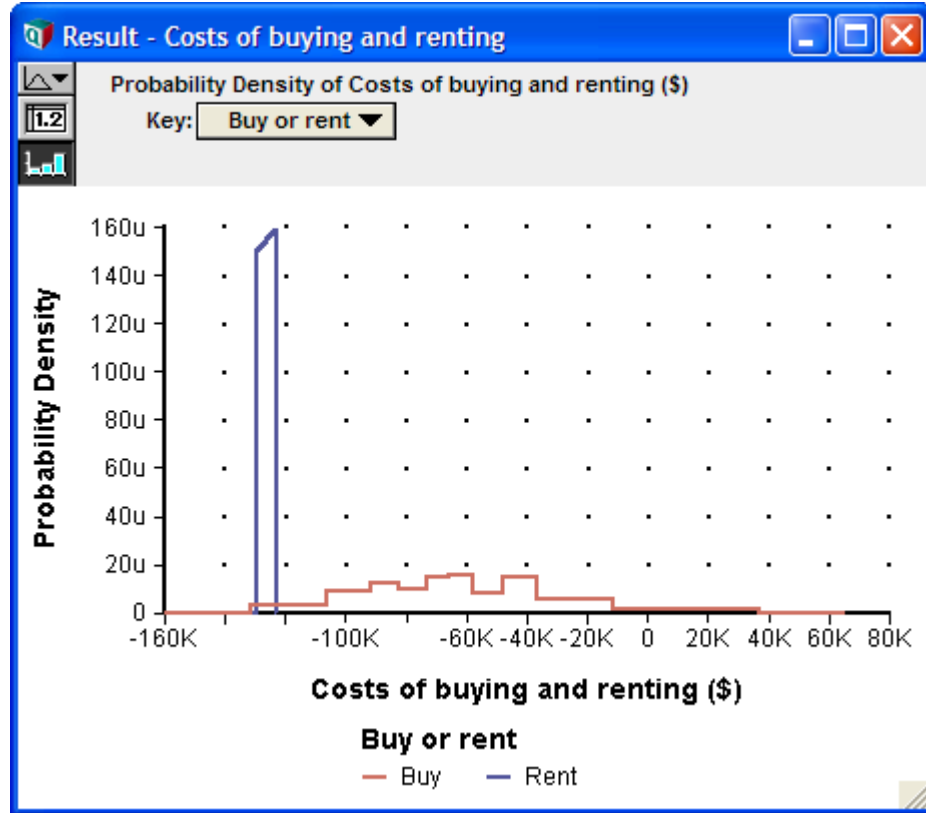 Result - Costs of buying and renting
Probability Density of Costs of buying and renting ($)
1.2
Key: Buy or rent
160u
140u
120u
100u
80u
60u
40u
20u
0
Probability Density
-160K -100K -60K -40K -20K 0 20K 40K 60K 80K
Costs of buying and renting ($)
Buy or rent
Buy Rent